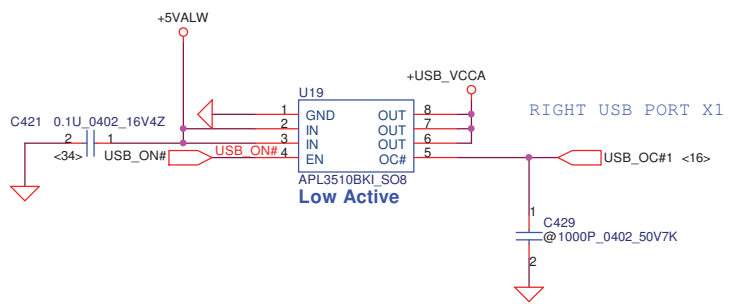 +5VALW
U19
+USB_VCCA
C421 0.1U_0402_16V4Z
2 1
<34>
USB_ON#
USB_ON#
1 GND OUT 8
2 IN OUT 7
3 IN OUT 6
4 EN OC# 5
APL3510BKI_SO8
Low Active
RIGHT USB PORT X1
USB_OC#1 <16>
1
C429
@1000P_0402_50V7K
2